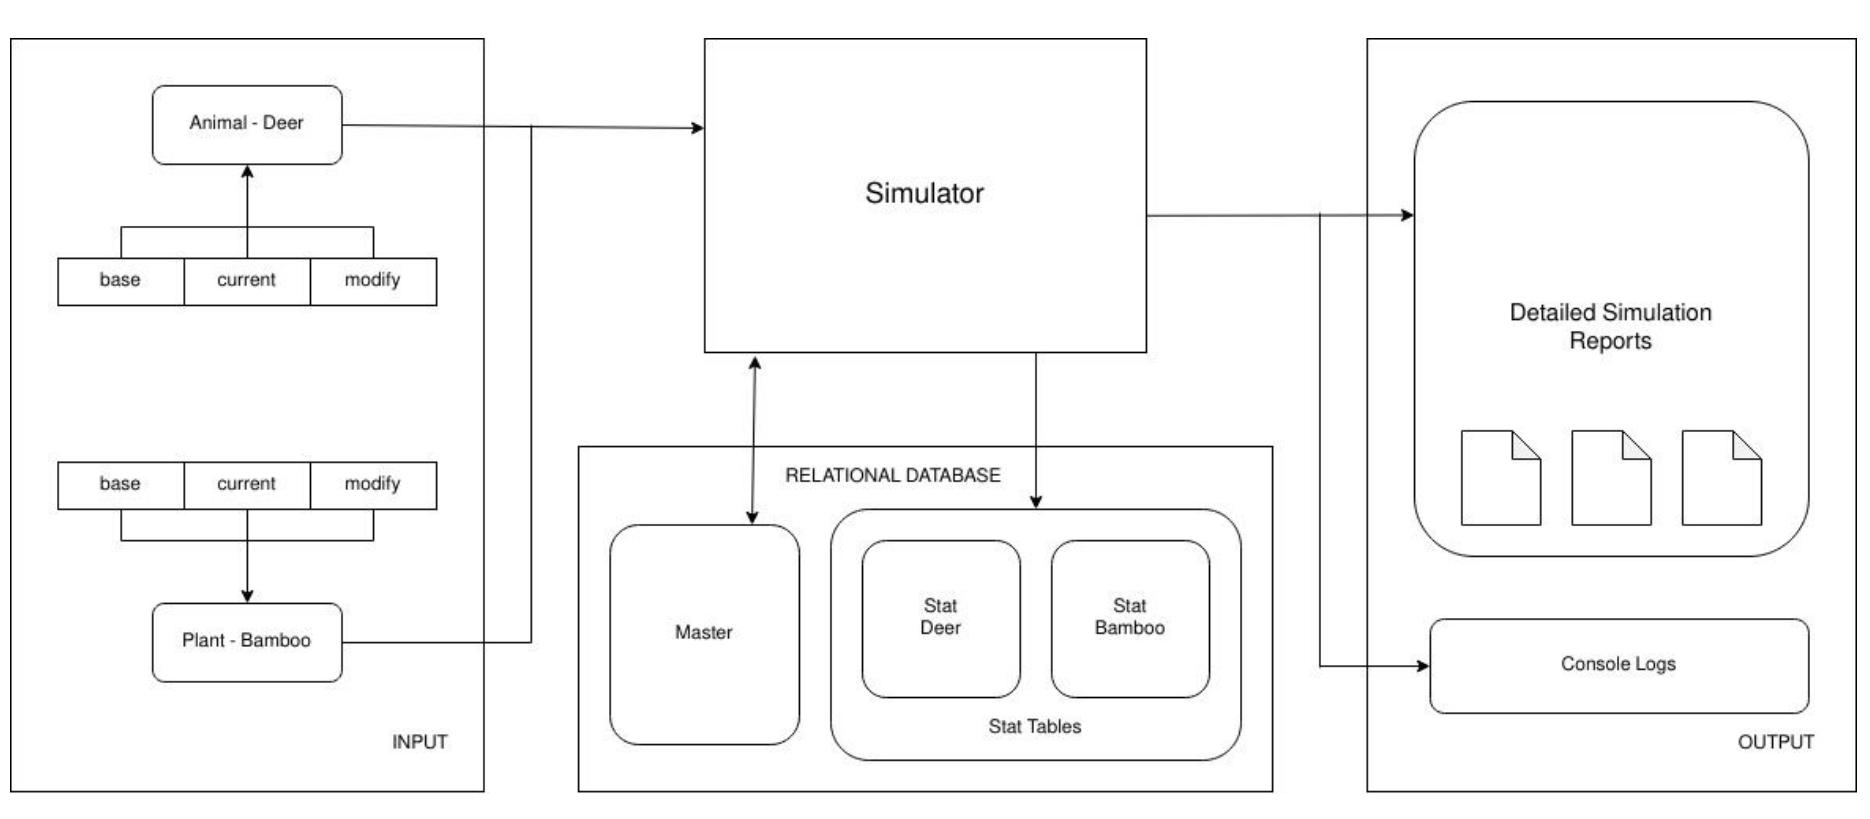 Animal - Deer
base
current
modify
base
current
modify
Plant - Bamboo
INPUT
Simulator
RELATIONAL DATABASE
Master
Stat
Deer
Stat
Bamboo
Stat Tables
Detailed Simulation
Reports
Console Logs
OUTPUT